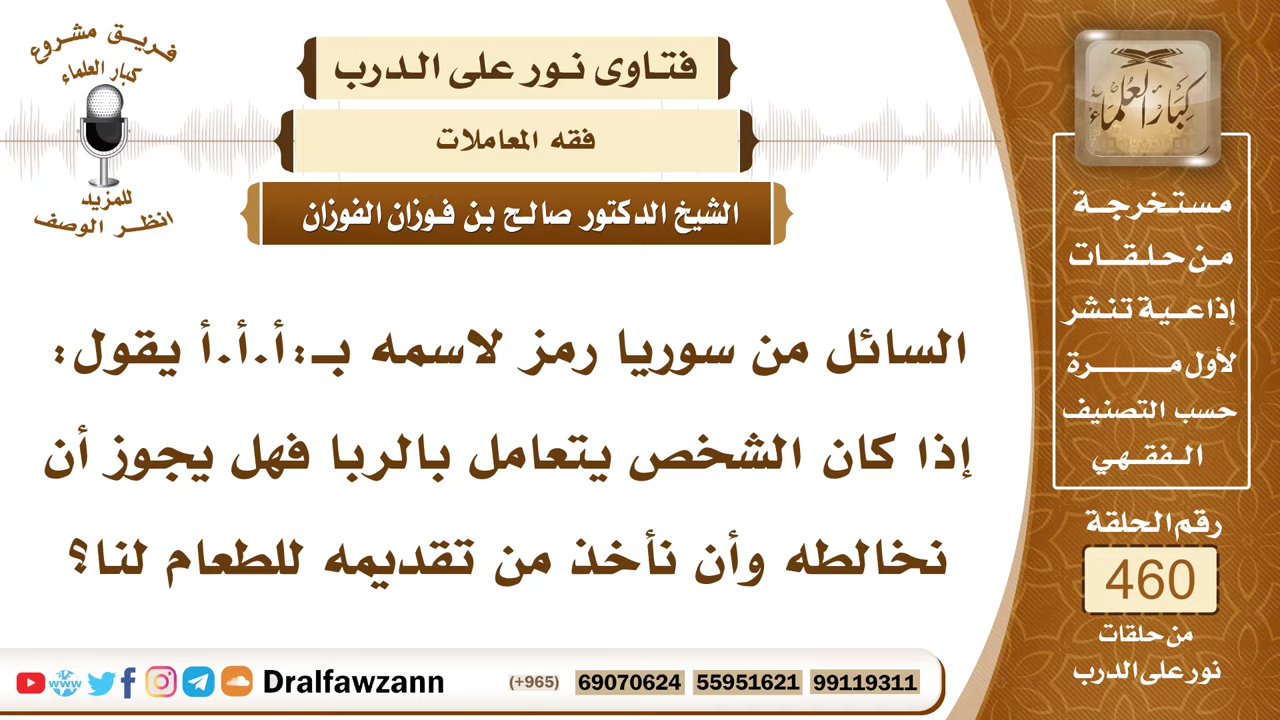 فريق مشروع
كبار العلماء
للمزيد
انظر الوصف
فتاوى نور على الدرب
فقه المعاملات
الشيخ الدكتور صالح بن فوزان الفوزان
السائل من سوريا رمز لاسمه بـ:أ.أ.أ يقول:
إذا كان الشخص يتعامل بالربا فهل يجوز أن
نخالطه وأن نأخذ من تقديمه للطعام لنا؟
كبار العلماء
مستخرجة
من حلقات
إذاعية تنشر
لأول مرة
حسب التصنيف
الفقهي
رقم الحلقة
460
من حلقات
نور على الدرب
www
Dralfawzann
(+965) 69070624 55951621 99119311